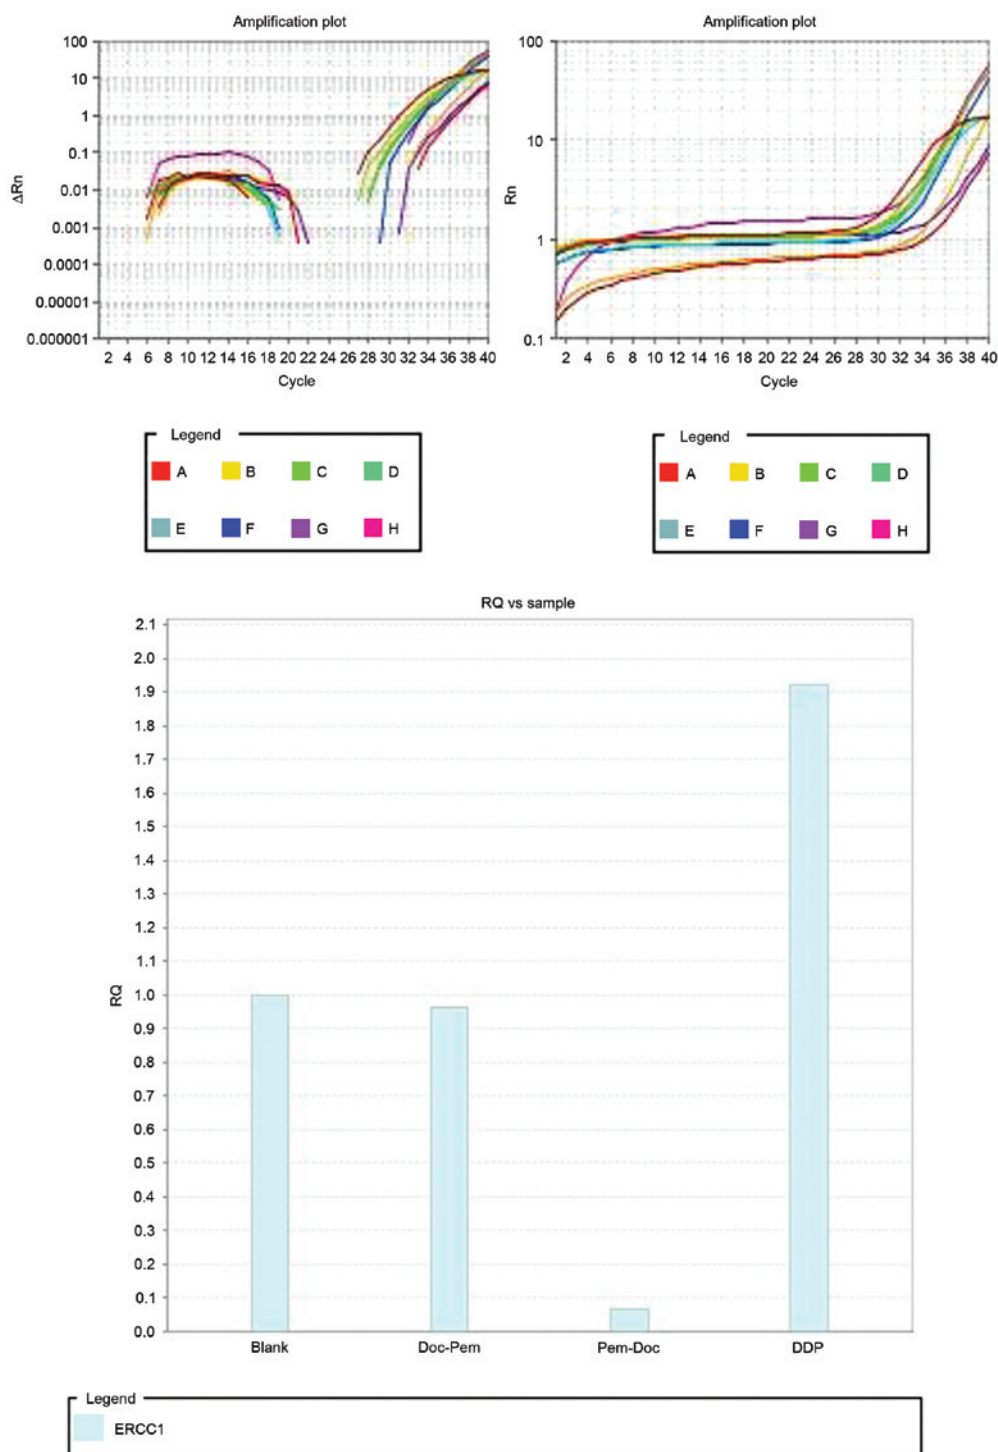 Amplification plot
100
10
1
0.1
0.01
0.001
0.0001
0.00001
0.000001
ΔRn
2 4 6 8 10 12 14 16 18 20 22 24 26 28 30 32 34 36 38 40
Cycle
Amplification plot
100
10
1
0.1
Rn
2 4 6 8 10 12 14 16 18 20 22 24 26 28 30 32 34 36 38 40
Cycle
Legend
A B C D
E F G H
Legend
A B C D
E F G H
RQ vs sample
2.1
2.0
1.9
1.8
1.7
1.6
1.5
1.4
1.3
1.2
1.1
1.0
0.9
0.8
0.7
0.6
0.5
0.4
0.3
0.2
0.1
0.0
RQ
Blank Doc-Pem Pem-Doc DDP
Legend
ERCC1